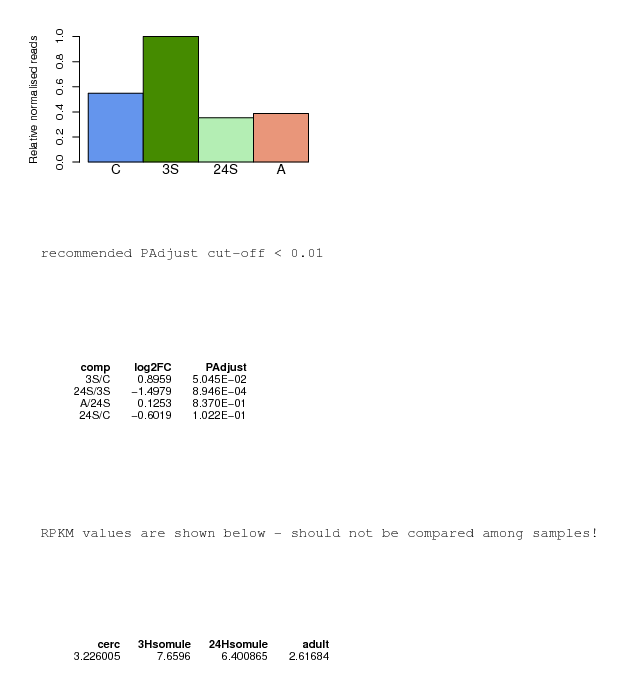 Relative normalised reads
1.0
0.8
0.6
0.4
0.2
0.0
C 3S 24S A
recommended PAdjust cut-off < 0.01
comp log2FC PAdjust
3S/C 0.8959 5.045E-02
24S/3S -1.4979 8.946E-04
A/24S 0.1253 8.370E-01
24S/C -0.6019 1.022E-01
RPKM values are shown below - should not be compared among samples!
cerc 3Hsomule 24Hsomule adult
3.226005 7.6596 6.400865 2.61684